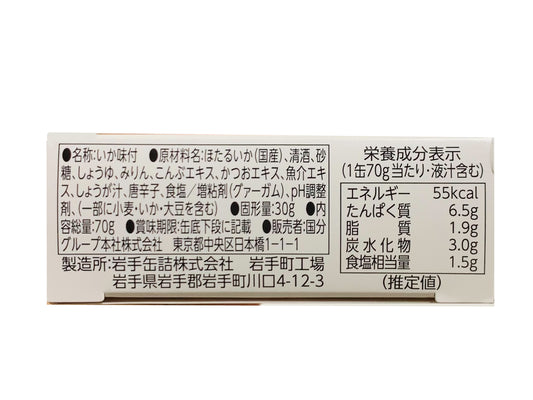 ●名称:いか味付 ●原材料名:ほたるいか(国産)、清酒、砂
糖、しょうゆ、みりん、こんぶエキス、かつおエキス、魚介エキ
ス、しょうが汁、唐辛子、食塩／増粘剤(グァーガム)、pH調整
剤、(一部に小麦・いか・大豆を含む) ●固形量:30g ●内
容総量:70g ●賞味期限:缶底下段に記載 ●販売者:国分
グループ本社株式会社 東京都中央区日本橋1-1-1
製造所:岩手缶詰株式会社 岩手町工場
岩手県岩手郡岩手町川口4-12-3
栄養成分表示
(1缶70g当たり・液汁含む)
エネルギー 55kcal
たんぱく質 6.5g
脂質 1.9g
炭水化物 3.0g
食塩相当量 1.5g
(推定値)